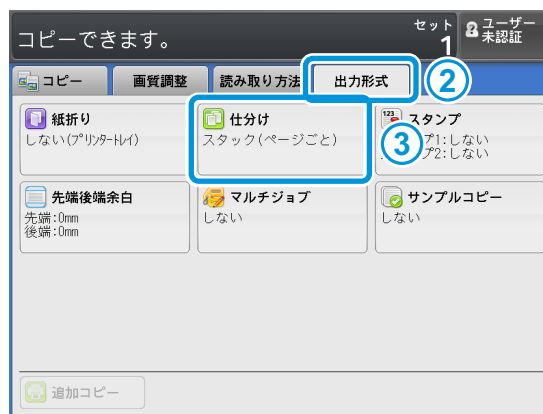 コピーできます。
セット
1
ユーザー
未認証
コピー
画質調整
読み取り方法
出力形式
2
紙折り
しない(プリンタートレイ)
仕分け
スタック(ページごと)
3
123
スタンプ
プ1:しない
プ2:しない
先端後端余白
先端:0mm
後端:0mm
マルチジョブ
しない
サンプルコピー
しない
追加コピー